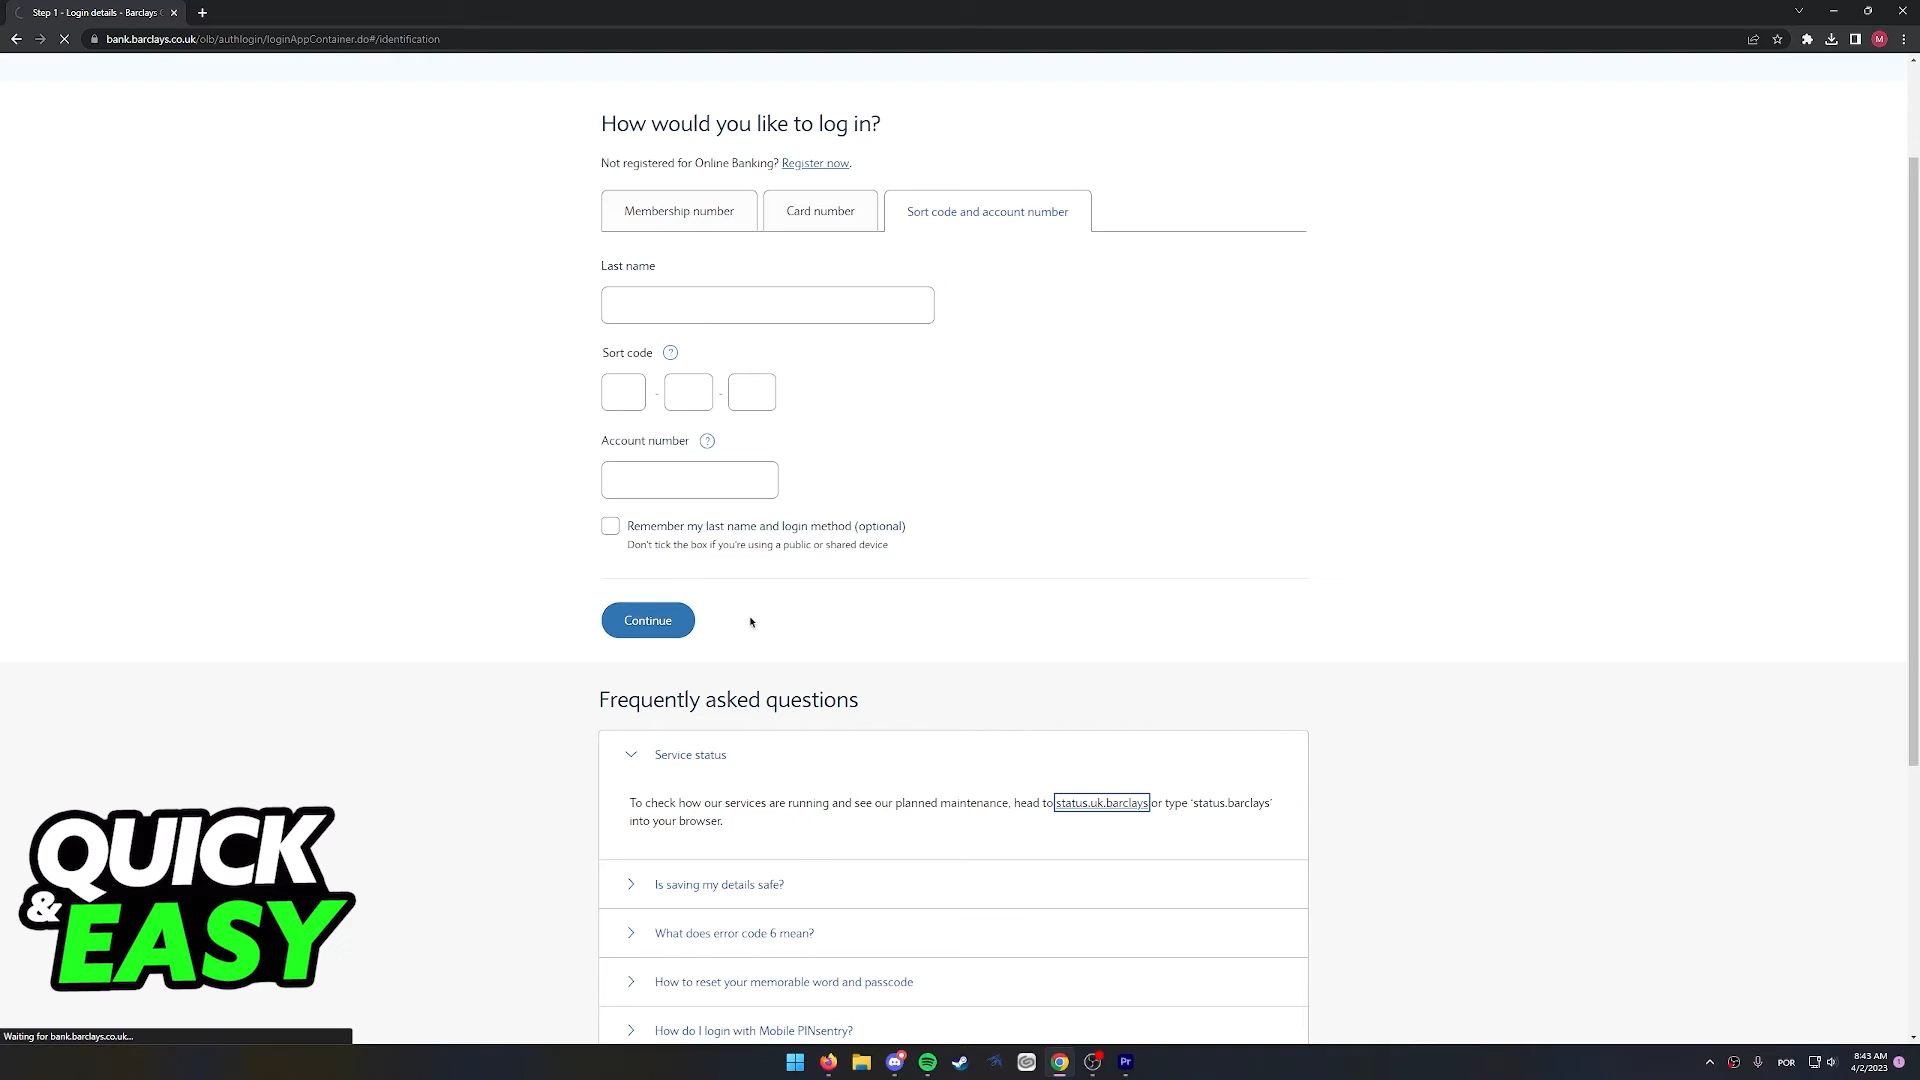 Step 1 - Login details - Barclays
bank.barclays.co.uk/olb/authlogin/loginAppContainer.do#/identification
M
How would you like to log in?
Not registered for Online Banking? Register now.
Membership number
Card number
Sort code and account number
Last name
Sort code ?
- -
Account number ?
Remember my last name and login method (optional)
Don't tick the box if you're using a public or shared device
Continue
Frequently asked questions
Service status
To check how our services are running and see our planned maintenance, head to status.uk.barclays or type 'status.barclays'
into your browser.
Is saving my details safe?
What does error code 6 mean?
How to reset your memorable word and passcode
How do I login with Mobile PINsentry?
QUICK
& EASY
Waiting for bank.barclays.co.uk...
Pr
POR
8:43 AM
4/2/2023
1